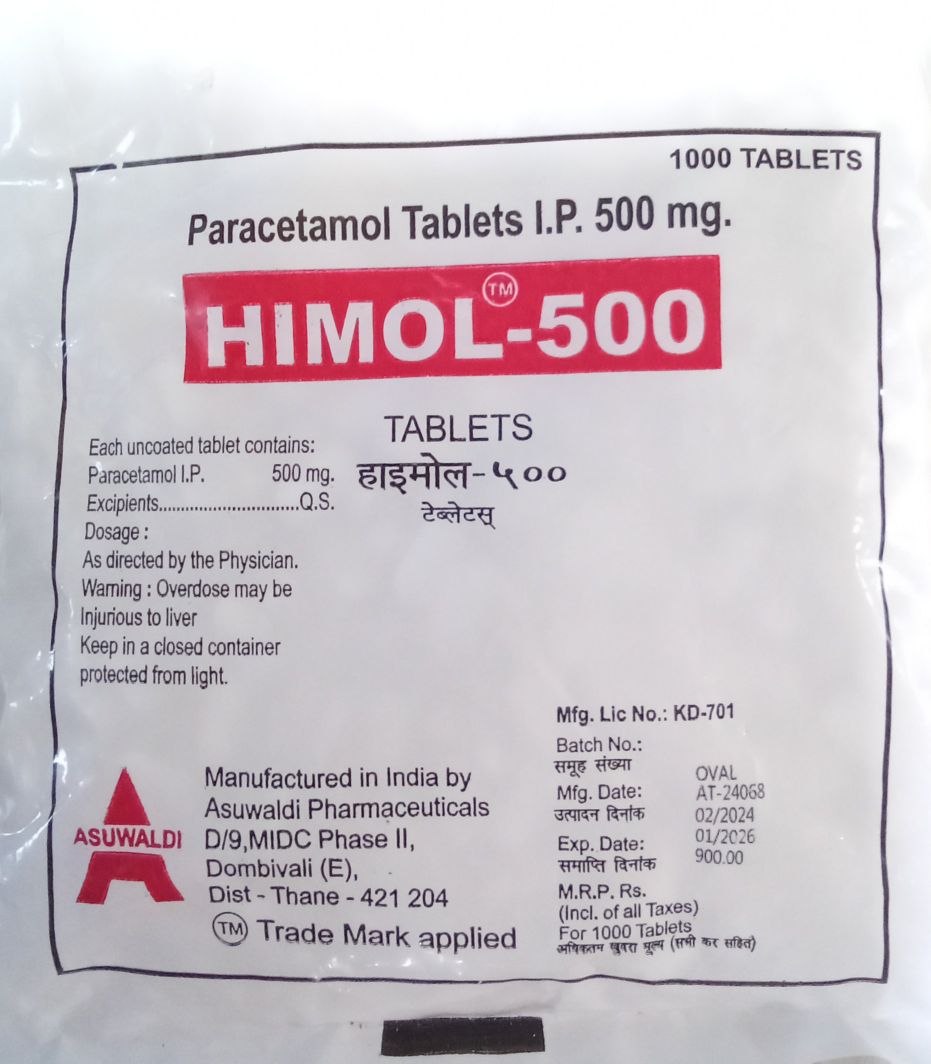 1000 TABLETS
Paracetamol Tablets I.P. 500 mg.
HIMOL™-500
TABLETS
हाइमोल-५००
टेब्लेटस्
Each uncoated tablet contains:
Paracetamol I.P. 500 mg.
Excipients...............................Q.S.
Dosage :
As directed by the Physician.
Warning : Overdose may be
Injurious to liver
Keep in a closed container
protected from light.
ASUWALDI
Manufactured in India by
Asuwaldi Pharmaceuticals
D/9,MIDC Phase II,
Dombivali (E),
Dist - Thane - 421 204
TM Trade Mark applied
Mfg. Lic No.: KD-701
Batch No.:
समूह संख्या
OVAL
Mfg. Date: AT-24068
उत्पादन दिनांक 02/2024
Exp. Date: 01/2026
समाप्ति दिनांक 900.00
M.R.P. Rs.
(Incl. of all Taxes)
For 1000 Tablets
अधिकतम खुदरा मूल्य (सभी कर सहित)